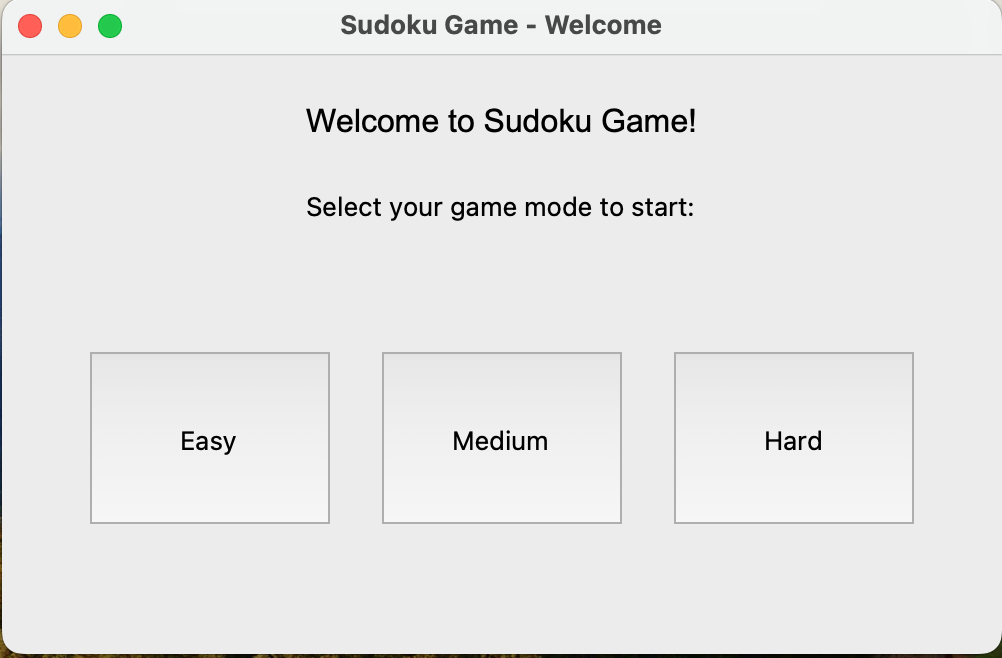 Sudoku Game - Welcome
Welcome to Sudoku Game!
Select your game mode to start:
Easy Medium Hard